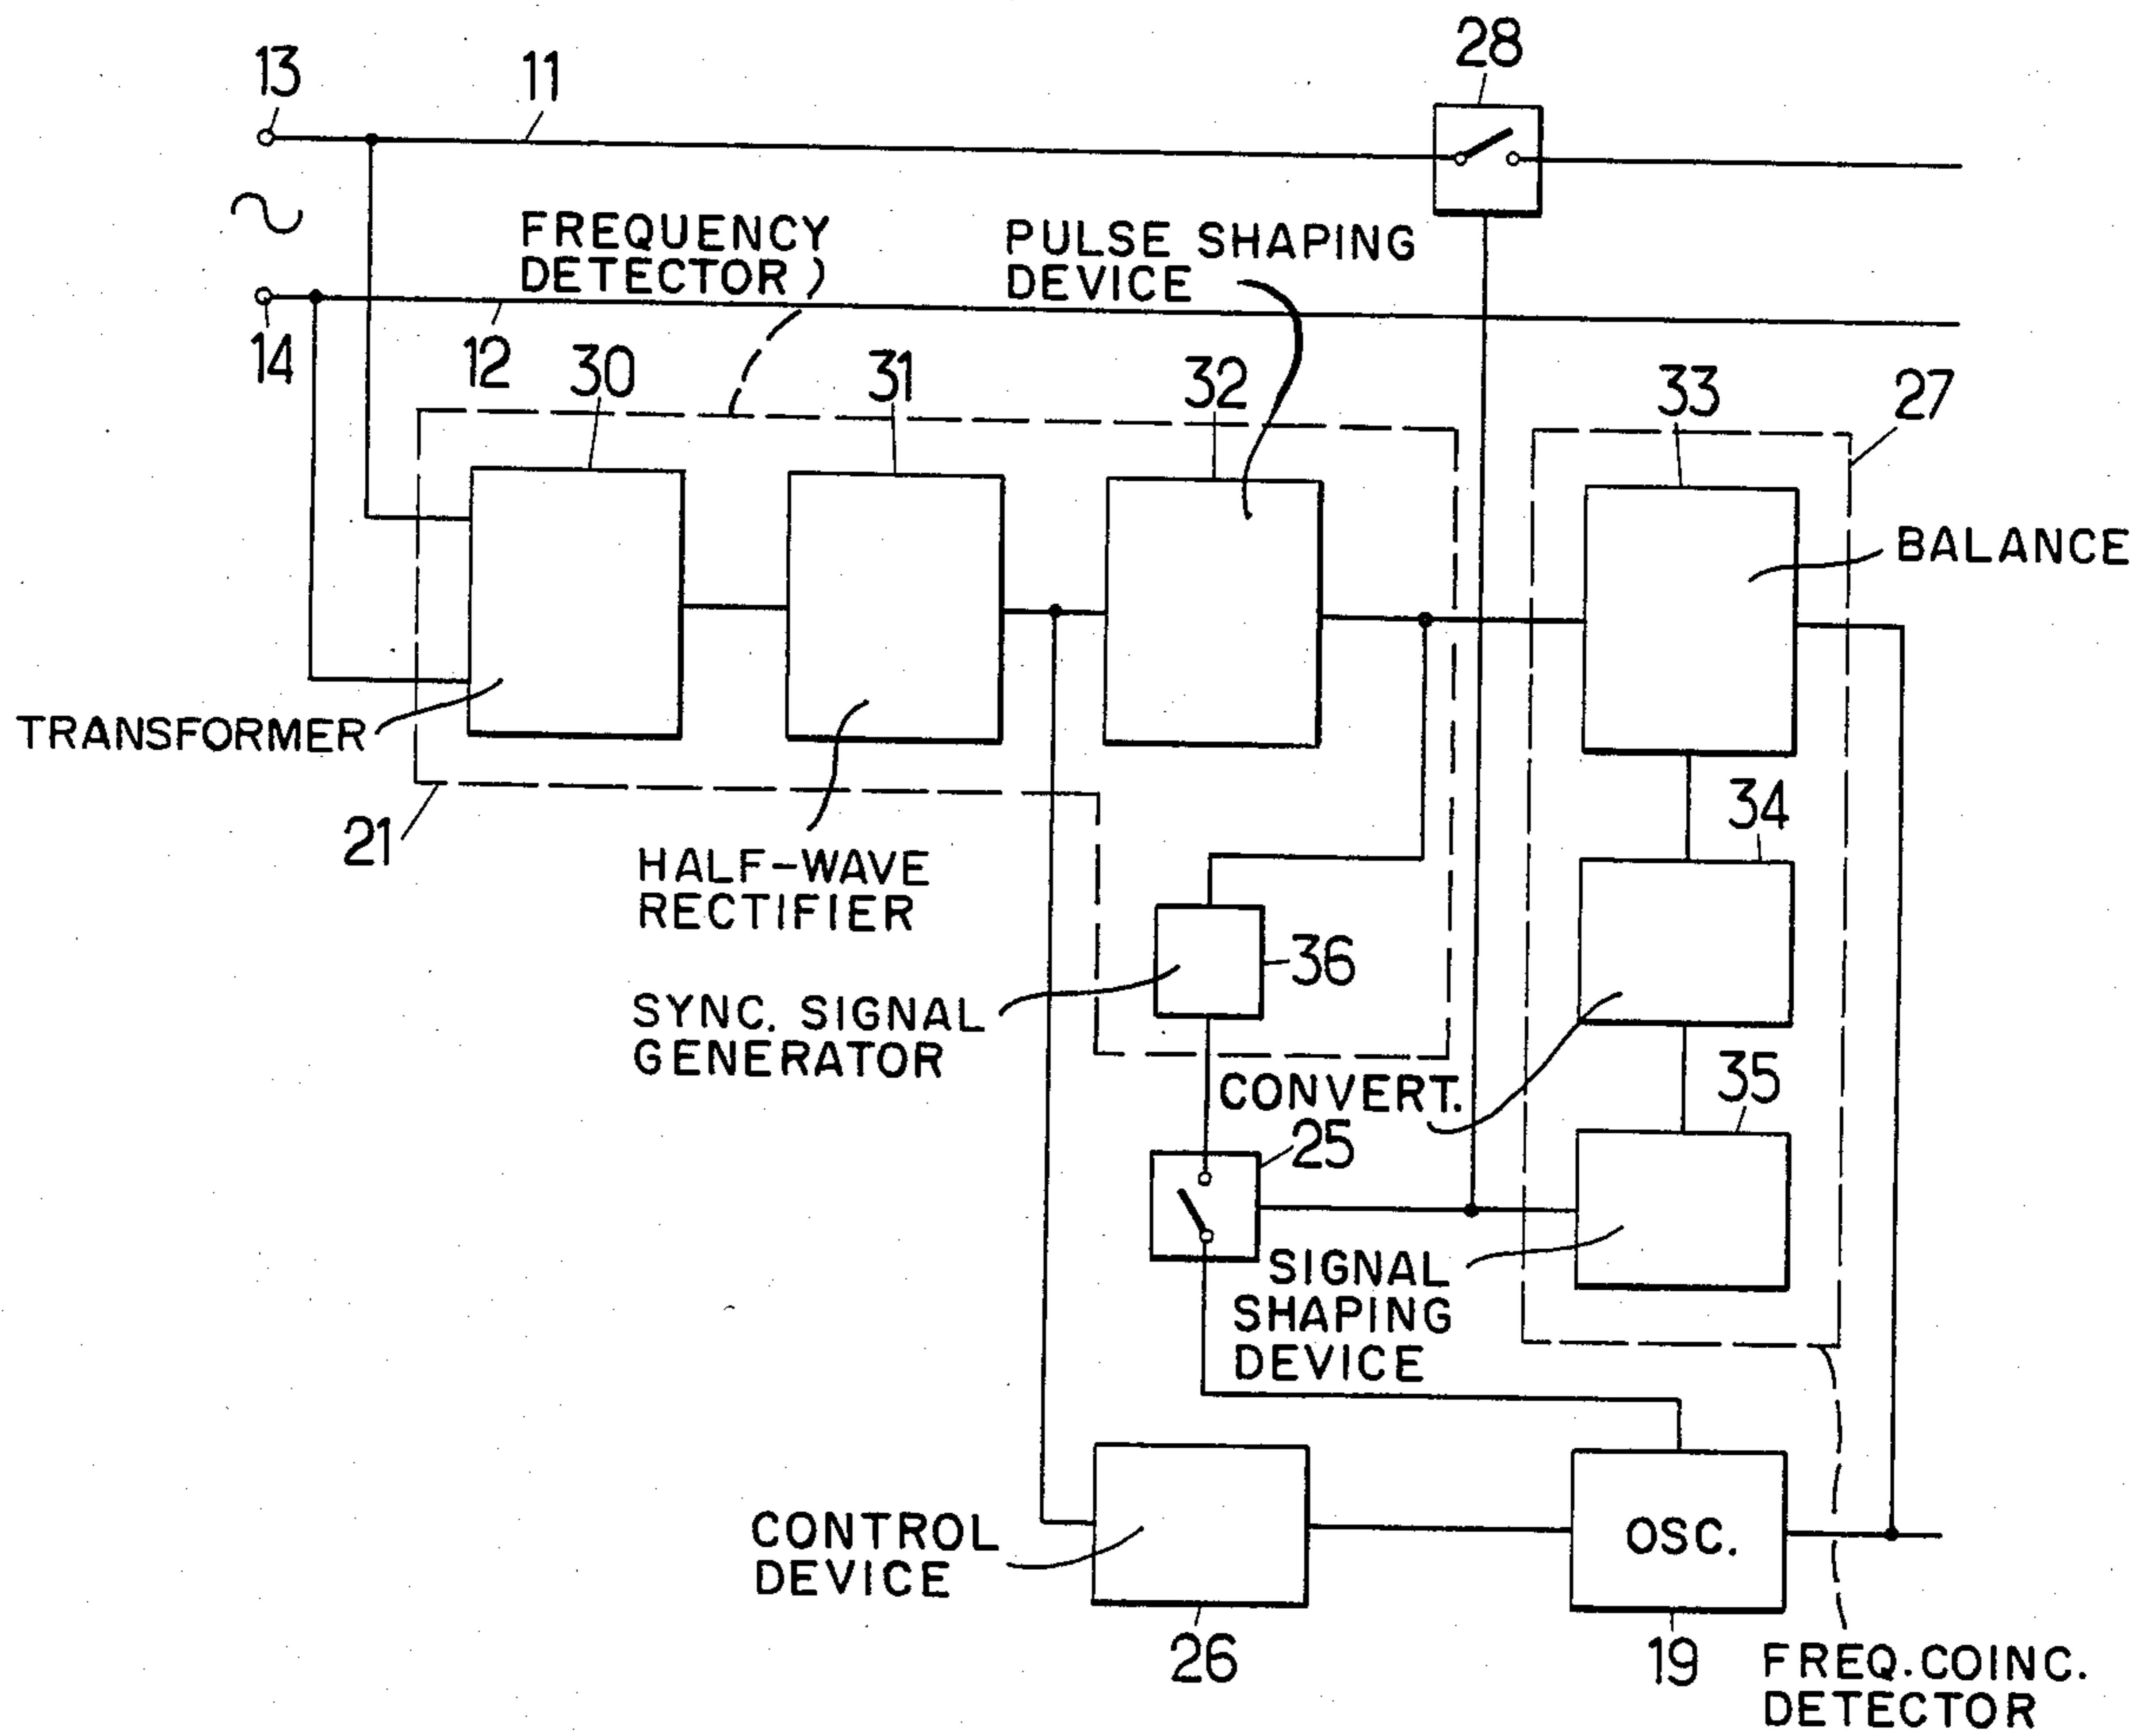 28
13
11
FREQUENCY
DETECTOR
PULSE SHAPING
DEVICE
14
12
30
31
32
33
27
BALANCE
TRANSFORMER
21
34
HALF-WAVE
RECTIFIER
36
SYNC. SIGNAL
GENERATOR
CONVERT.
35
25
SIGNAL
SHAPING
DEVICE
CONTROL
DEVICE
OSC.
26
19
FREQ.COINC.
DETECTOR